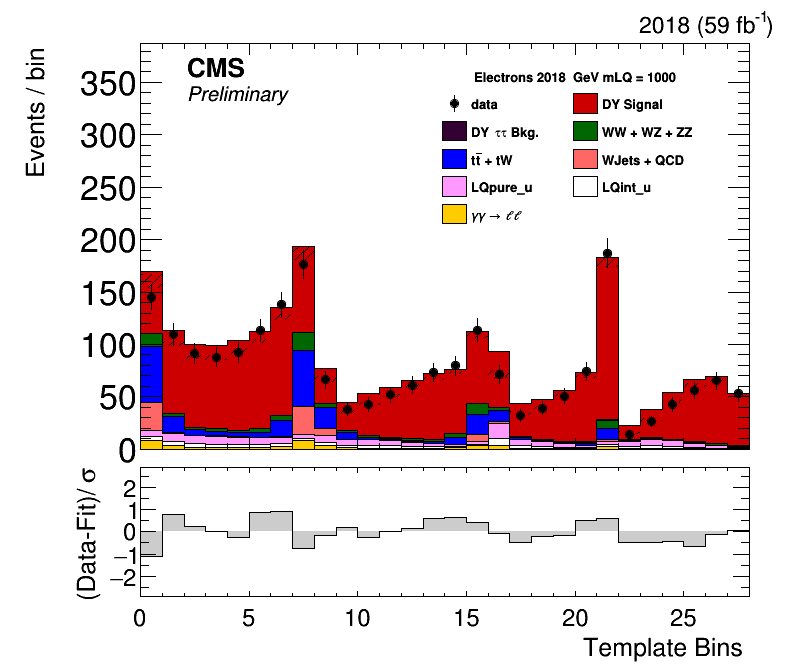 2018 (59 fb-1)
CMS
Preliminary
Electrons 2018 GeV mLQ = 1000
data
DY Signal
DY ττ Bkg.
WW + WZ + ZZ
tt̄ + tW
WJets + QCD
LQpure_u
LQint_u
γγ → ℓℓ
Events / bin
350
300
250
200
150
100
50
0
(Data-Fit)/ σ
2
1
0
−1
−2
0 5 10 15 20 25
Template Bins